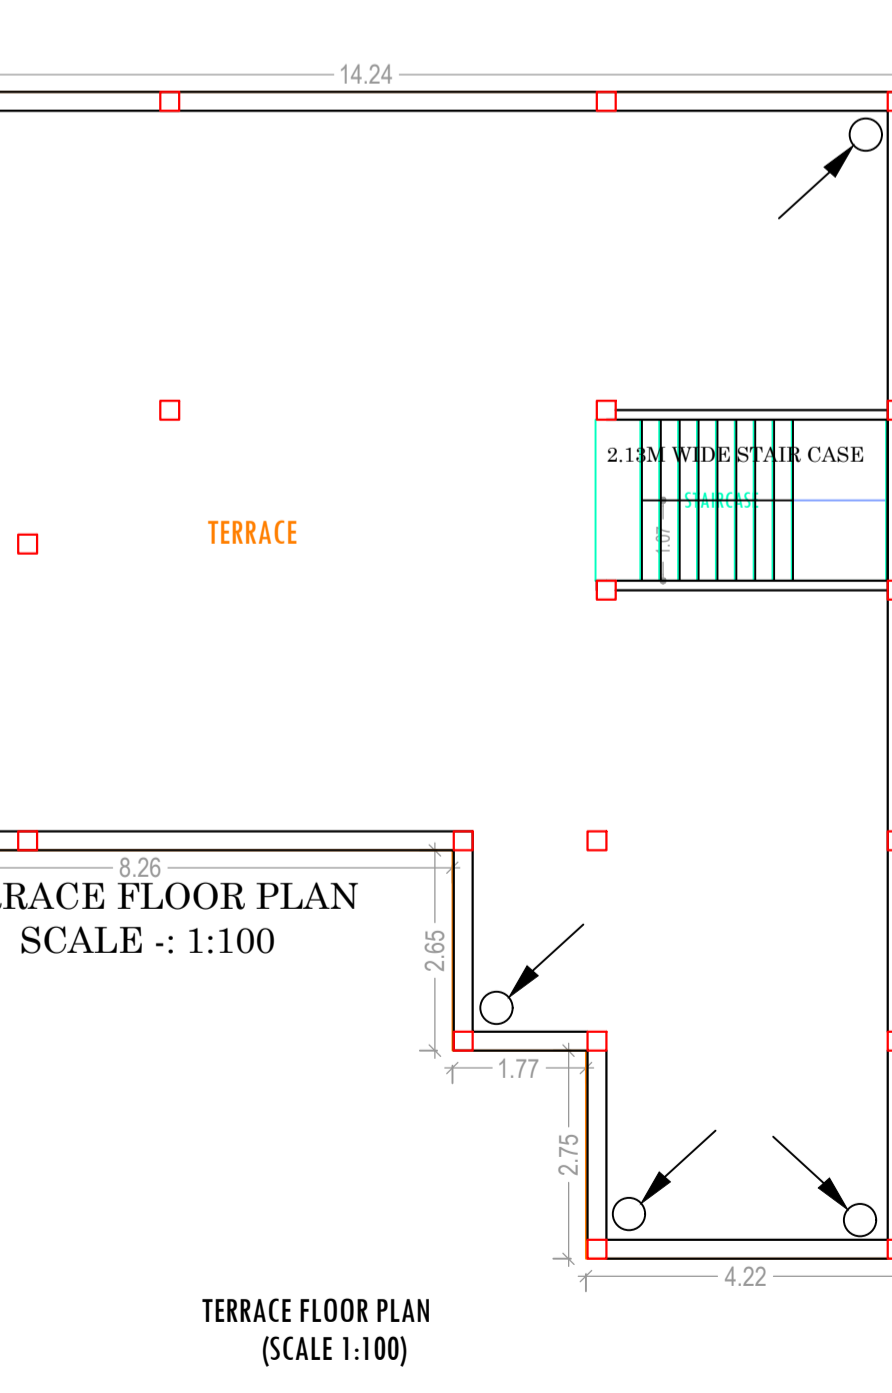 14.24
2.13M WIDE STAIR CASE
STAIRCASE
1.07
TERRACE
8.26
RRACE FLOOR PLAN
SCALE -: 1:100
2.65
1.77
2.75
4.22
TERRACE FLOOR PLAN
(SCALE 1:100)